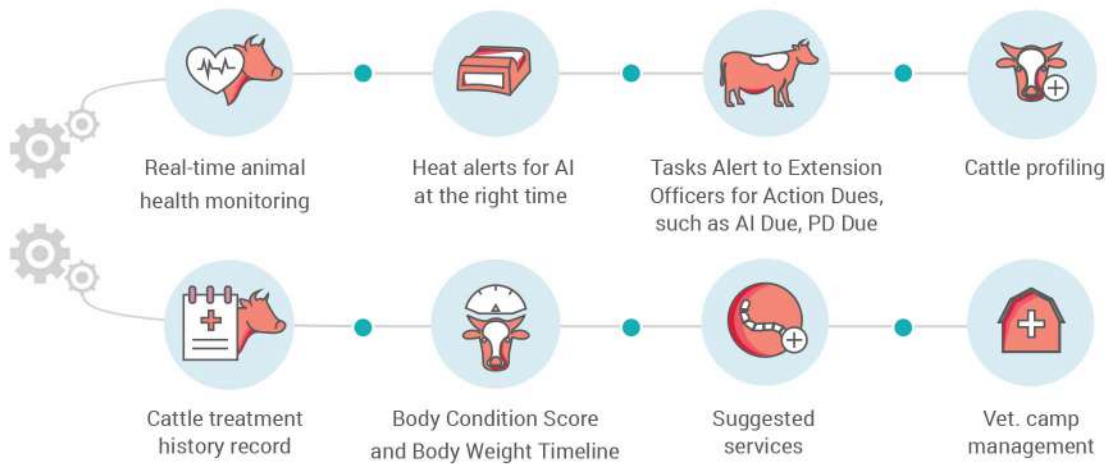 Real-time animal
health monitoring
Heat alerts for AI
at the right time
Tasks Alert to Extension
Officers for Action Dues,
such as AI Due, PD Due
Cattle profiling
Cattle treatment
history record
Body Condition Score
and Body Weight Timeline
Suggested
services
Vet. camp
management